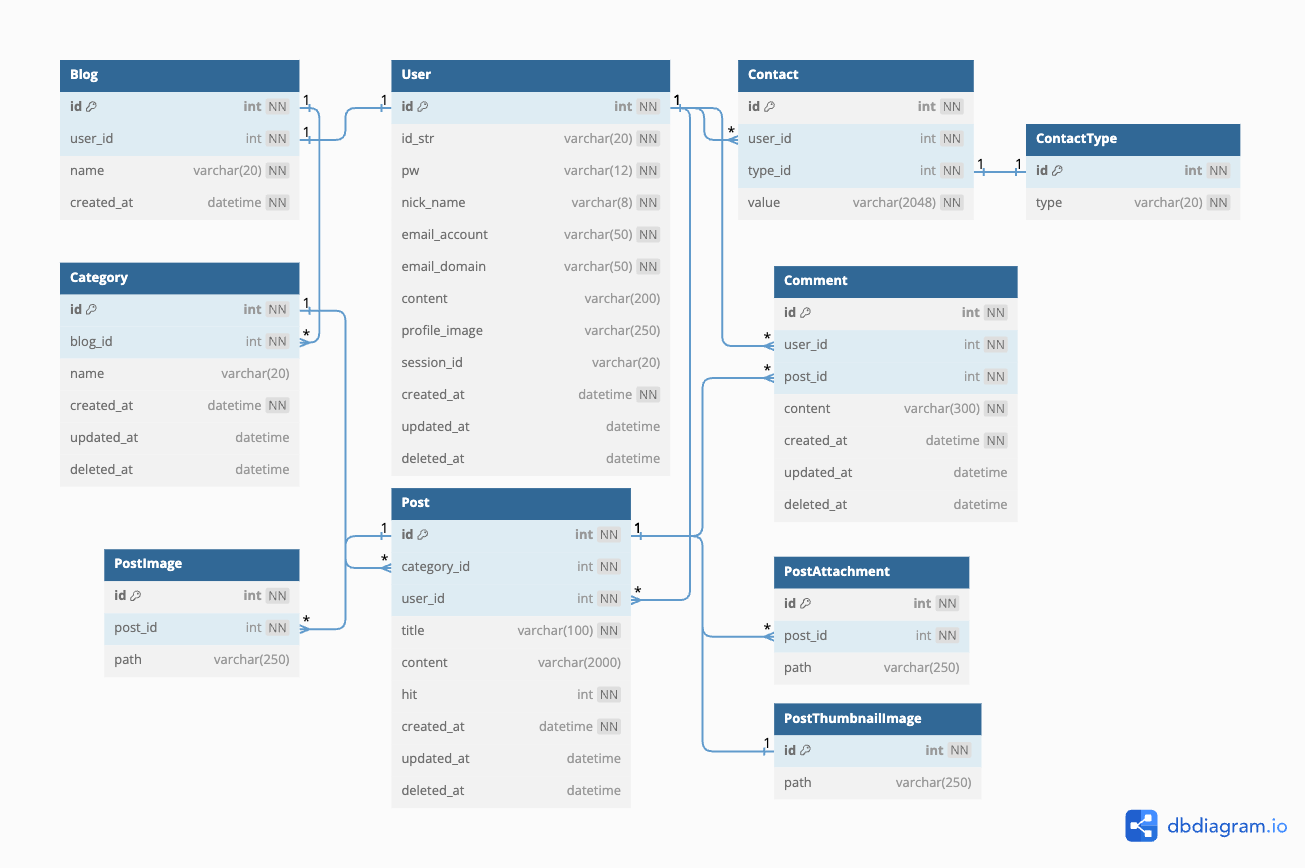 Blog
id int NN
user_id int NN
name varchar(20) NN
created_at datetime NN
1
1
User
id int NN
id_str varchar(20) NN
pw varchar(12) NN
nick_name varchar(8) NN
email_account varchar(50) NN
email_domain varchar(50) NN
content varchar(200)
profile_image varchar(250)
session_id varchar(20)
created_at datetime NN
updated_at datetime
deleted_at datetime
1
1
Contact
id int NN
user_id int NN
type_id int NN
value varchar(2048) NN
*
1
ContactType
id int NN
type varchar(20) NN
1
Category
id int NN
blog_id int NN
name varchar(20)
created_at datetime NN
updated_at datetime
deleted_at datetime
1
*
Comment
id int NN
user_id int NN
post_id int NN
content varchar(300) NN
created_at datetime NN
updated_at datetime
deleted_at datetime
*
*
Post
id int NN
category_id int NN
user_id int NN
title varchar(100) NN
content varchar(2000)
hit int NN
created_at datetime NN
updated_at datetime
deleted_at datetime
1
*
1
*
PostImage
id int NN
post_id int NN
path varchar(250)
*
PostAttachment
id int NN
post_id int NN
path varchar(250)
*
PostThumbnailImage
id int NN
path varchar(250)
1
dbdiagram.io